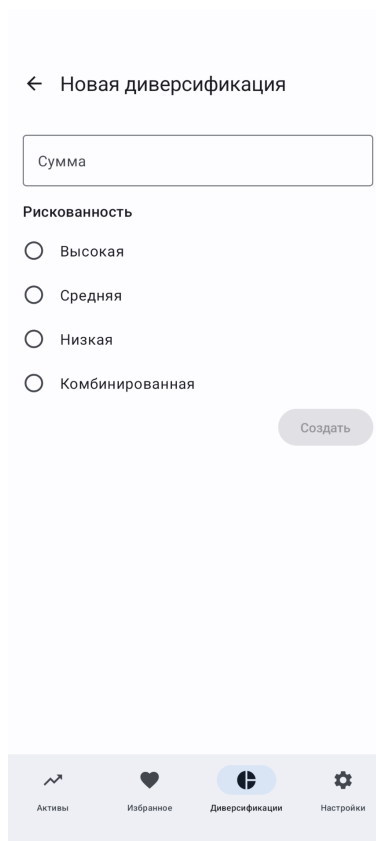 Новая диверсификация
Сумма
Рискованность
Высокая
Средняя
Низкая
Комбинированная
Создать
Активы
Избранное
Диверсификации
Настройки